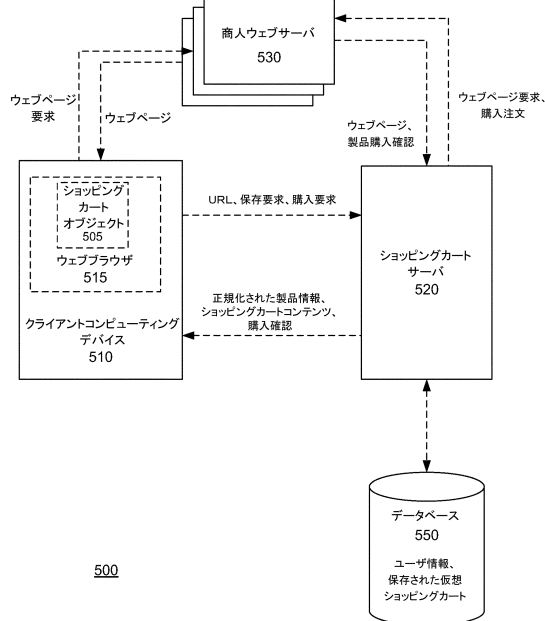 商人ウェブサーバ
530
ウェブページ
要求
ウェブページ
ウェブページ、
製品購入確認
ウェブページ要求、
購入注文
ショッピング
カート
オブジェクト
505
ウェブブラウザ
515
クライアントコンピューティング
デバイス
510
URL、保存要求、購入要求
正規化された製品情報、
ショッピングカートコンテンツ、
購入確認
ショッピングカート
サーバ
520
データベース
550
ユーザ情報、
保存された仮想
ショッピングカート
500